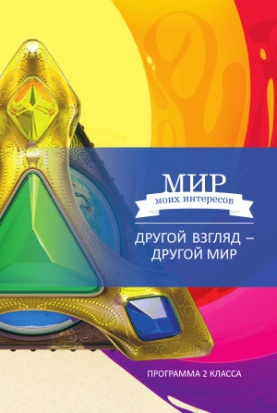 МИР
моих интересов
ДРУГОЙ ВЗГЛЯД –
ДРУГОЙ МИР
ПРОГРАММА 2 КЛАССА